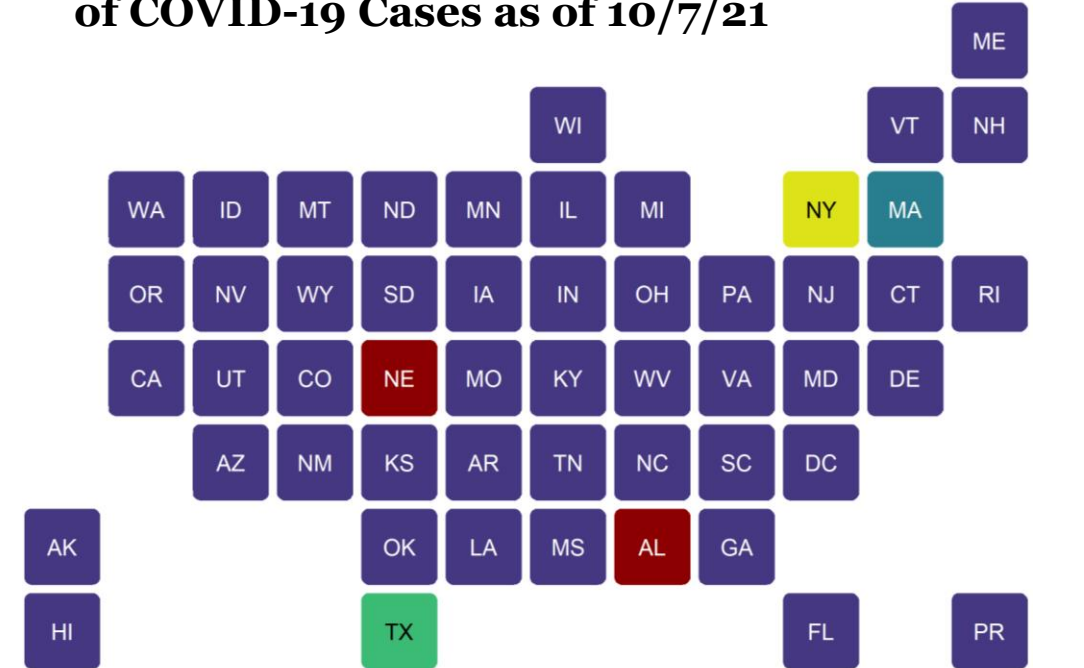 of COVID-19 Cases as of 10/7/21
ME
WI VT NH
WA ID MT ND MN IL MI NY MA
OR NV WY SD IA IN OH PA NJ CT RI
CA UT CO NE MO KY WV VA MD DE
AZ NM KS AR TN NC SC DC
AK OK LA MS AL GA
HI TX FL PR